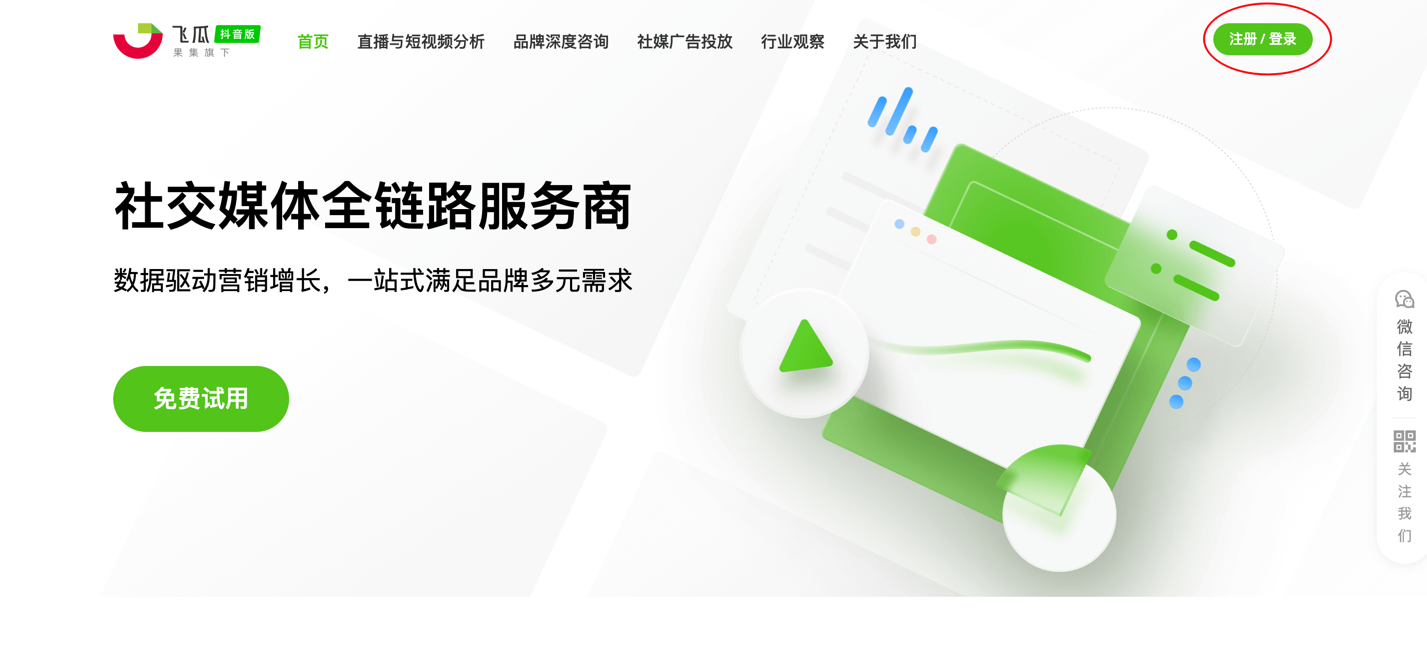 飞瓜 抖音版
果集旗下
首页 直播与短视频分析 品牌深度咨询 社媒广告投放 行业观察 关于我们
注册 / 登录
社交媒体全链路服务商
数据驱动营销增长，一站式满足品牌多元需求
免费试用
微信咨询
关注我们